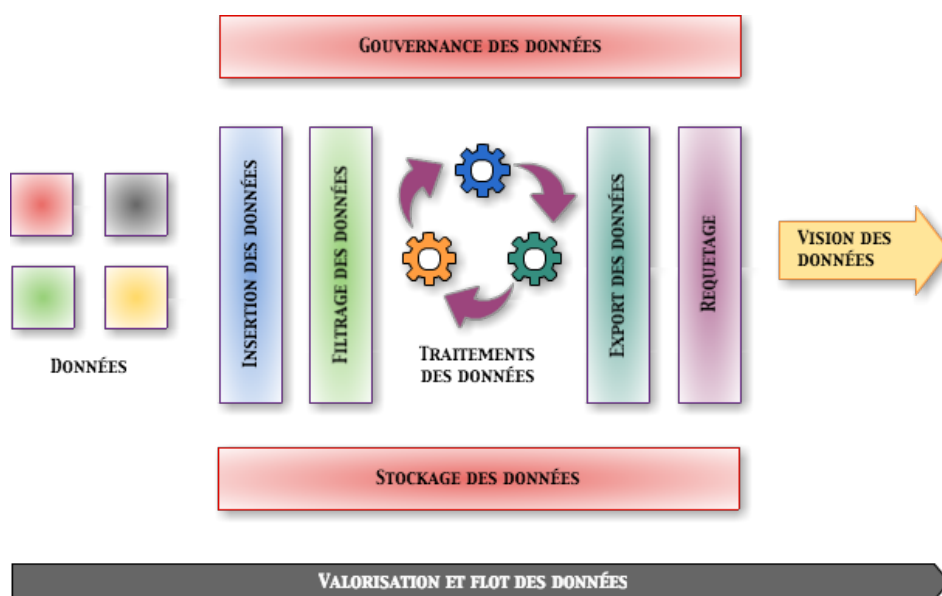 GOUVERNANCE DES DONNÉES
DONNÉES
INSERTION DES DONNÉES
FILTRAGE DES DONNÉES
TRAITEMENTS
DES DONNÉES
EXPORT DES DONNÉES
REQUETAGE
VISION DES
DONNÉES
STOCKAGE DES DONNÉES
VALORISATION ET FLOT DES DONNÉES